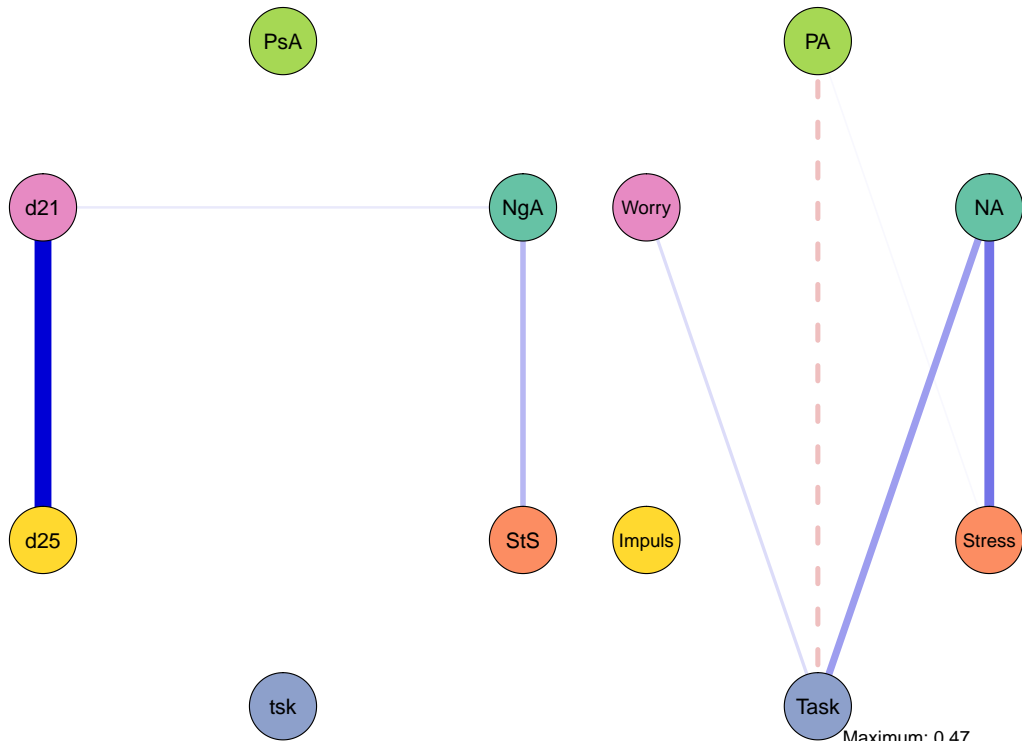 PsA
PA
d21
NgA
Worry
NA
d25
StS
Impuls
Stress
tsk
Task
Maximum: 0.47